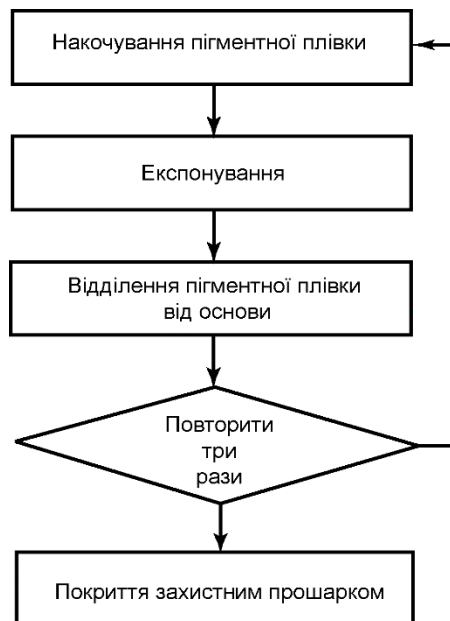 Накочування пігментної плівки
Експонування
Відділення пігментної плівки
від основи
Повторити
три
рази
Покриття захистним прошарком